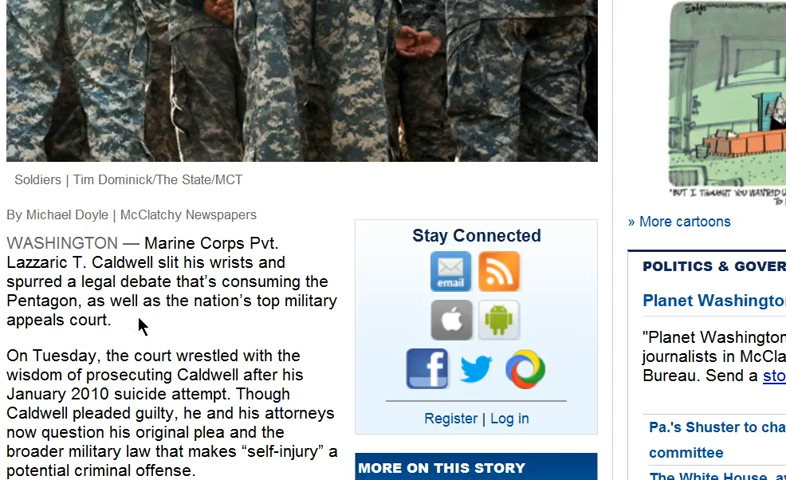 Soldiers | Tim Dominick/The State/MCT
By Michael Doyle | McClatchy Newspapers
WASHINGTON — Marine Corps Pvt.
Lazzaric T. Caldwell slit his wrists and
spurred a legal debate that’s consuming the
Pentagon, as well as the nation’s top military
appeals court.
On Tuesday, the court wrestled with the
wisdom of prosecuting Caldwell after his
January 2010 suicide attempt. Though
Caldwell pleaded guilty, he and his attorneys
now question his original plea and the
broader military law that makes “self-injury” a
potential criminal offense.
Stay Connected
email
Register | Log in
MORE ON THIS STORY
"BUT I THOUGHT YOU WANTED
TO
» More cartoons
POLITICS & GOVER
Planet Washingto
"Planet Washington
journalists in McCla
Bureau. Send a sto
Pa.'s Shuster to cha
committee
The White House, aw